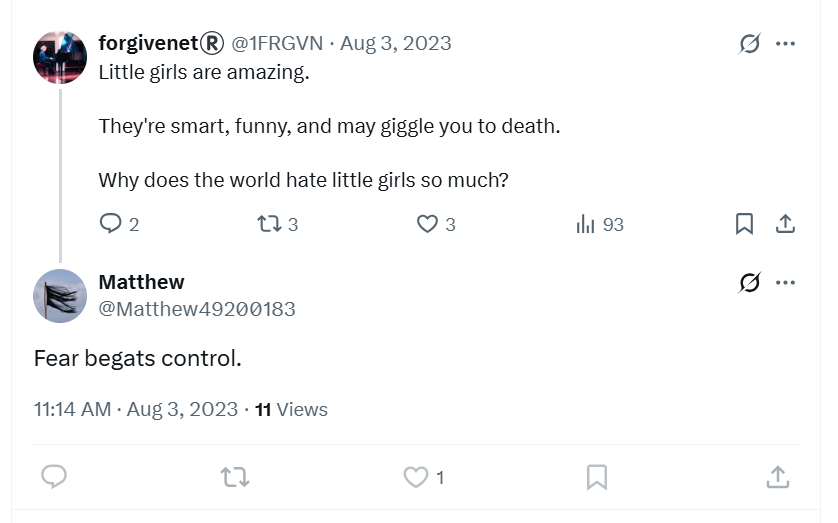 forgivenet®️ @1FRGVN · Aug 3, 2023
Little girls are amazing.
They're smart, funny, and may giggle you to death.
Why does the world hate little girls so much?
2 3 3 93
Matthew
@Matthew49200183
Fear begats control.
11:14 AM · Aug 3, 2023 · 11 Views
1